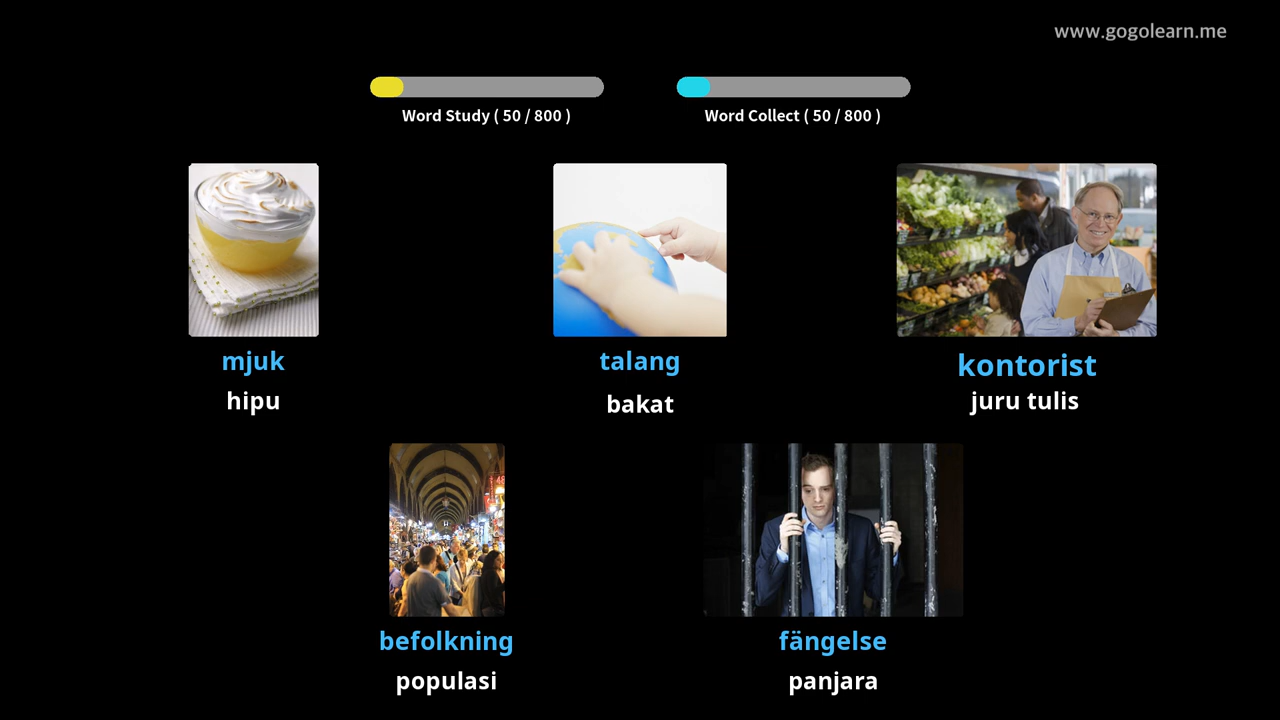 www.gogolearn.me
Word Study ( 50 / 800 )
Word Collect ( 50 / 800 )
mjuk
hipu
talang
bakat
kontorist
juru tulis
befolkning
populasi
fängelse
panjara